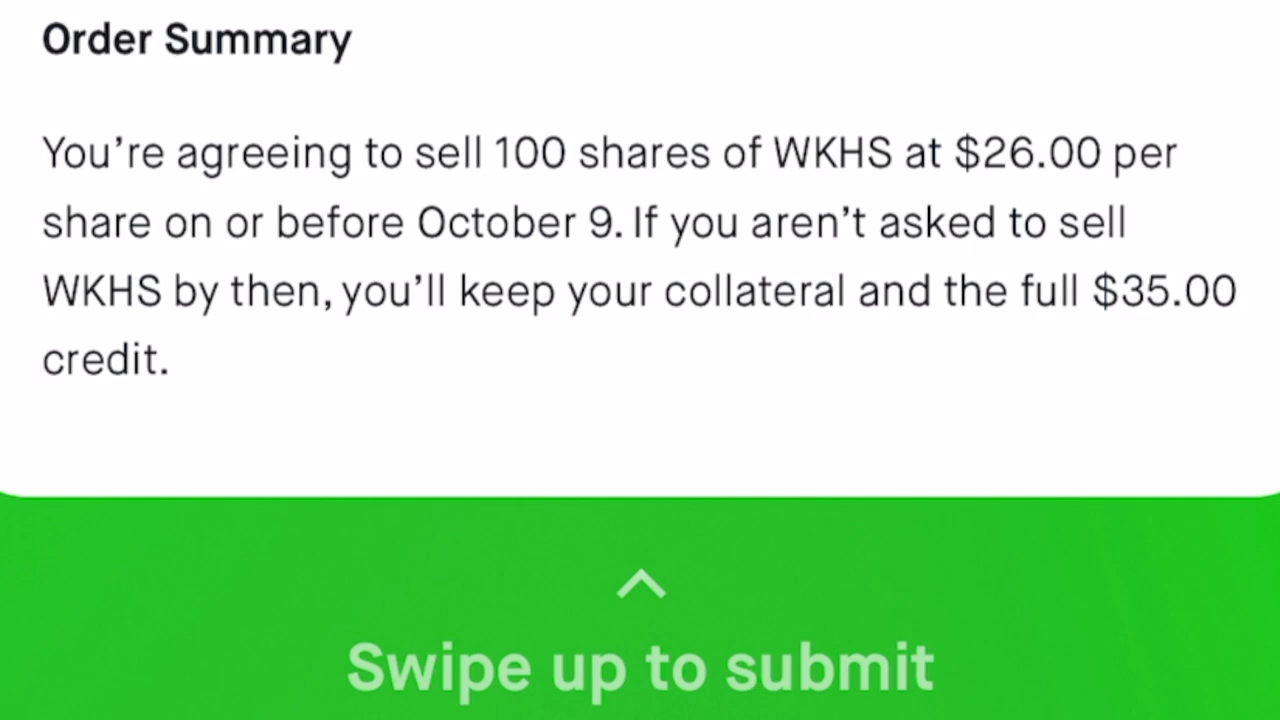 Order Summary
You’re agreeing to sell 100 shares of WKHS at $26.00 per
share on or before October 9. If you aren’t asked to sell
WKHS by then, you’ll keep your collateral and the full $35.00
credit.
Swipe up to submit